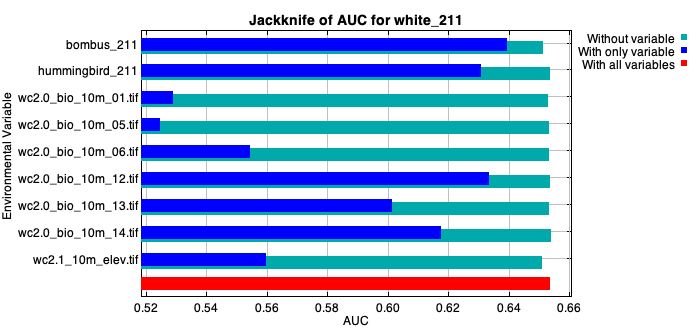 Jackknife of AUC for white_211
Environmental Variable
bombus_211
hummingbird_211
wc2.0_bio_10m_01.tif
wc2.0_bio_10m_05.tif
wc2.0_bio_10m_06.tif
wc2.0_bio_10m_12.tif
wc2.0_bio_10m_13.tif
wc2.0_bio_10m_14.tif
wc2.1_10m_elev.tif
Without variable
With only variable
With all variables
0.52 0.54 0.56 0.58 0.60 0.62 0.64 0.66
AUC